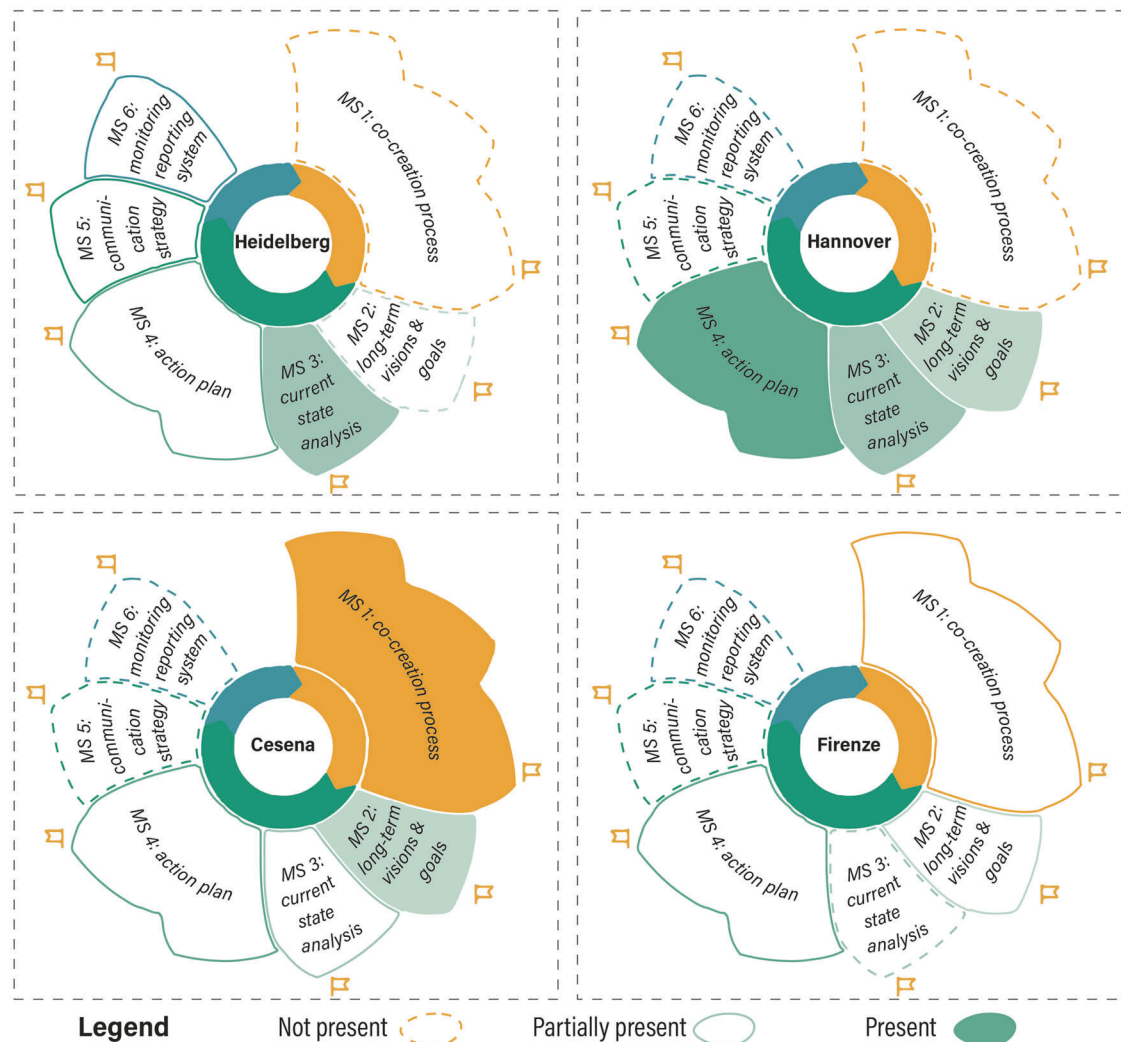 MS 1: co-creation process
MS 2:
long-term
visions &
goals
MS 3:
current
state
analysis
MS 4: action plan
MS 5:
communi-
cation
strategy
MS 6:
monitoring
reporting
system
Heidelberg
MS 1: co-creation process
MS 2:
long-term
visions &
goals
MS 3:
current
state
analysis
MS 4: action plan
MS 5:
communi-
cation
strategy
MS 6:
monitoring
reporting
system
Hannover
MS 1: co-creation process
MS 2:
long-term
visions &
goals
MS 3:
current
state
analysis
MS 4: action plan
MS 5:
communi-
cation
strategy
MS 6:
monitoring
reporting
system
Cesena
MS 1: co-creation process
MS 2:
long-term
visions &
goals
MS 3:
current
state
analysis
MS 4: action plan
MS 5:
communi-
cation
strategy
MS 6:
monitoring
reporting
system
Firenze
Legend
Not present
Partially present
Present